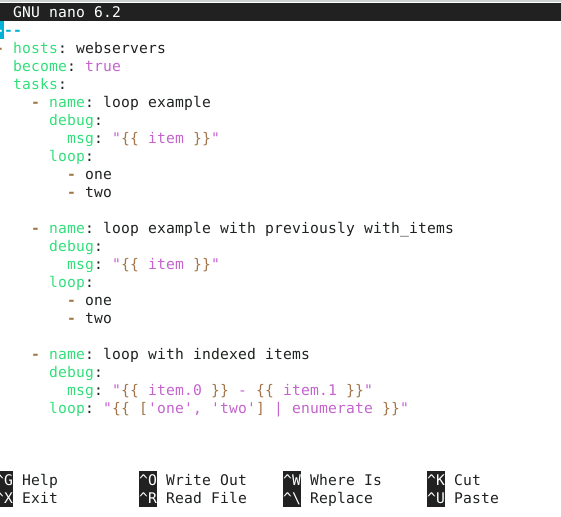 GNU nano 6.2
---
- hosts: webservers
  become: true
  tasks:
    - name: loop example
      debug:
        msg: "{{ item }}"
      loop:
        - one
        - two

    - name: loop example with previously with_items
      debug:
        msg: "{{ item }}"
      loop:
        - one
        - two

    - name: loop with indexed items
      debug:
        msg: "{{ item.0 }} - {{ item.1 }}"
      loop: "{{ ['one', 'two'] | enumerate }}"

^G Help ^O Write Out ^W Where Is ^K Cut
^X Exit ^R Read File ^\ Replace ^U Paste